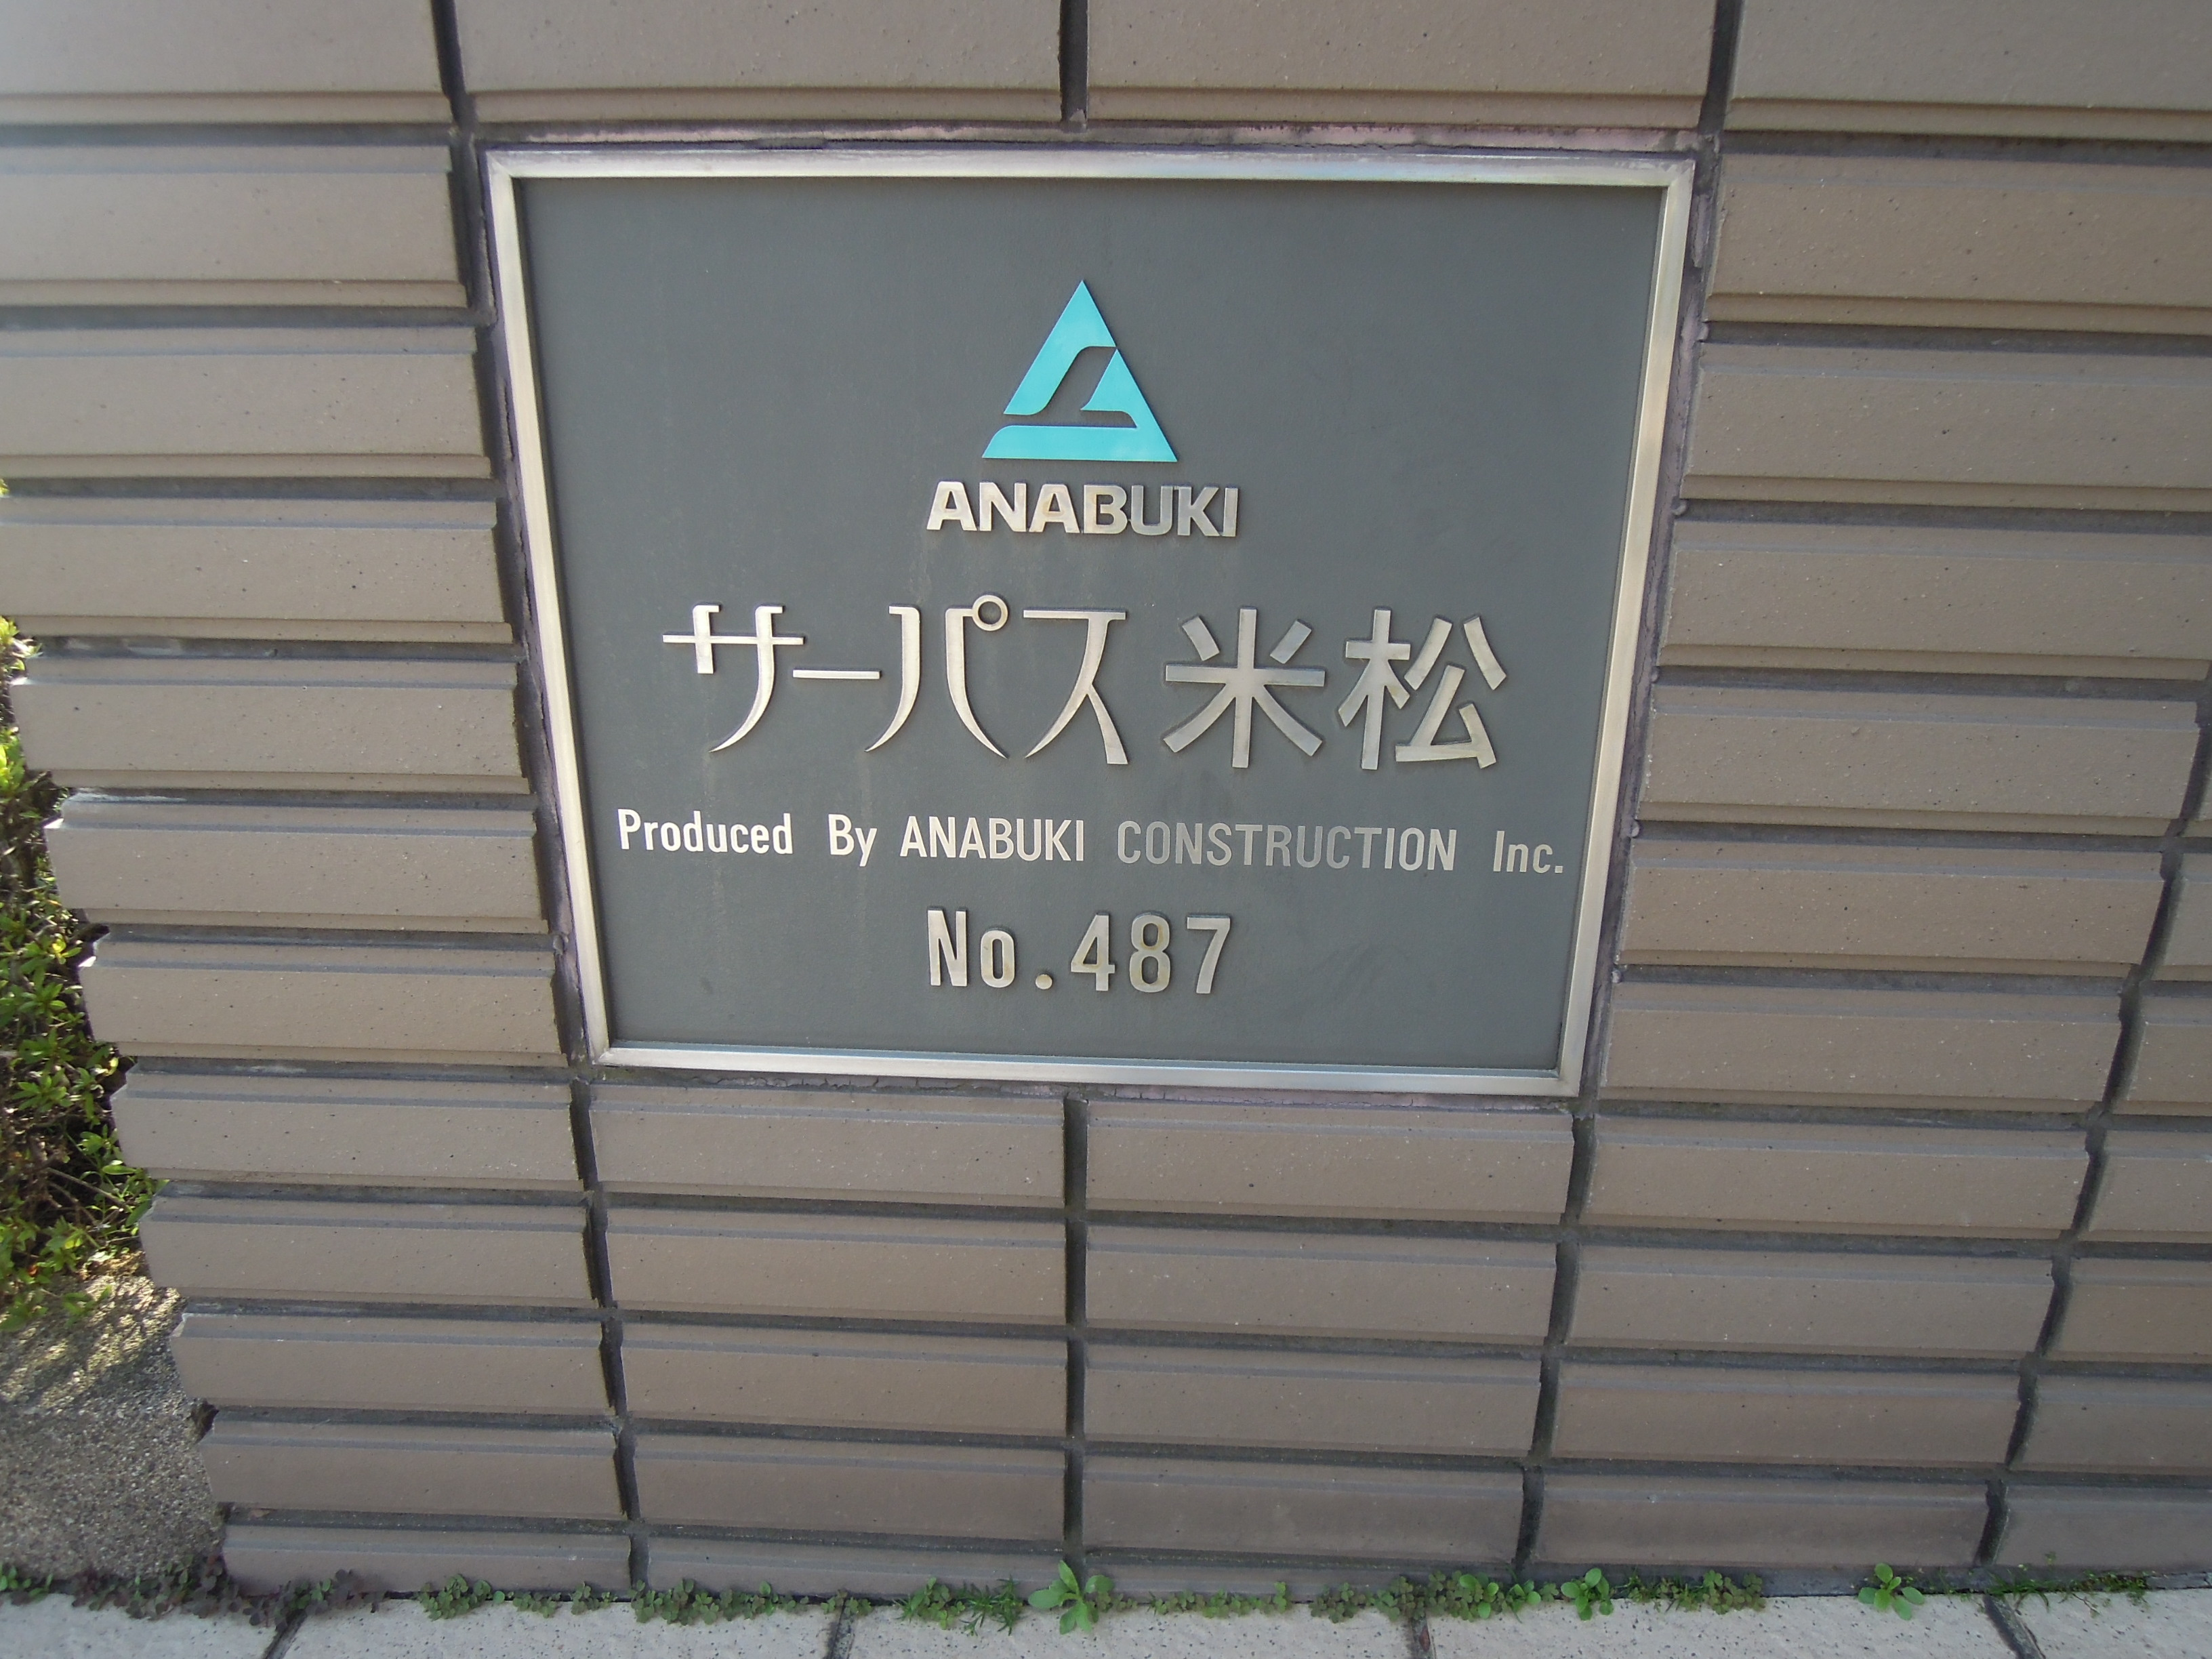 ANABUKI
サーパス米松
Produced By ANABUKI CONSTRUCTION Inc.
No.487